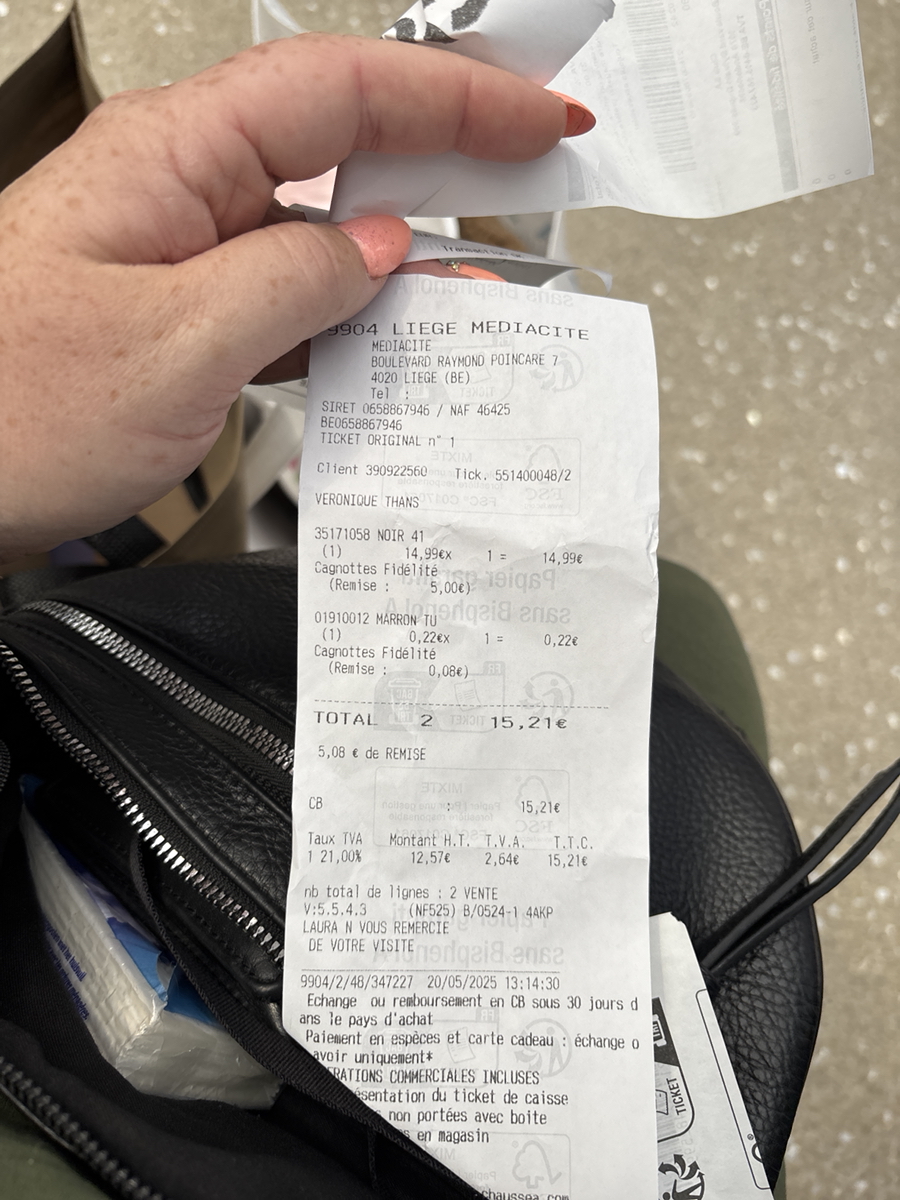 Transaction
9904 LIEGE MEDIACITE
MEDIACITE
BOULEVARD RAYMOND POINCARE 7
4020 LIEGE (BE)
Tel :
SIRET 0658867946 / NAF 46425
BE0658867946
TICKET ORIGINAL n° 1
Client 390922560 Tick. 551400048/2
VERONIQUE THANS
35171058 NOIR 41
(1) 14,99€x 1 = 14,99€
Cagnottes Fidélité
(Remise : 5,00€)
01910012 MARRON TU
(1) 0,22€x 1 = 0,22€
Cagnottes Fidélité
(Remise : 0,08€)
TOTAL 2 15,21€
5,08 € de REMISE
CB : 15,21€
Taux TVA Montant H.T. T.V.A. T.T.C.
1 21,00% 12,57€ 2,64€ 15,21€
nb total de lignes : 2 VENTE
V:5.5.4.3 (NF525) B/0524-1 4AKP
LAURA N VOUS REMERCIE
DE VOTRE VISITE
9904/2/48/347227 20/05/2025 13:14:30
Echange ou remboursement en CB sous 30 jours d
ans le pays d'achat
Paiement en espèces et carte cadeau : échange o
avoir uniquement*
ERATIONS COMMERCIALES INCLUSES
ésentation du ticket de caisse
non portées avec boite
en magasin
chaussea.com
TICKET